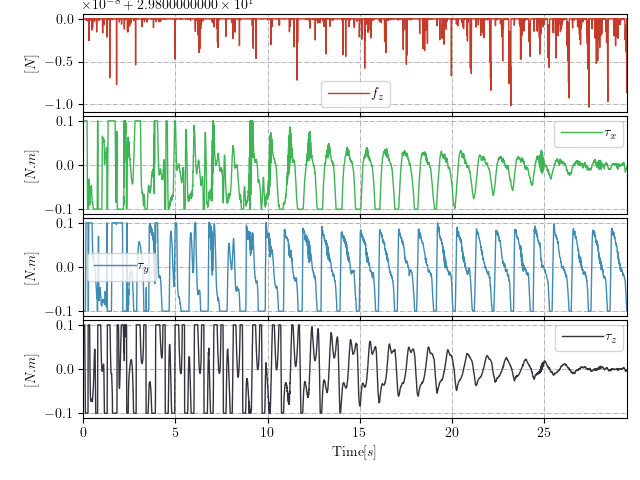 ×10⁻⁸ + 2.9800000000 × 10¹
0.0
−0.5
−1.0
[N]
f_z
0.1
0.0
−0.1
[N.m]
τ_x
0.1
0.0
−0.1
[N.m]
τ_y
0.1
0.0
−0.1
[N.m]
τ_z
0 5 10 15 20 25
Time[s]